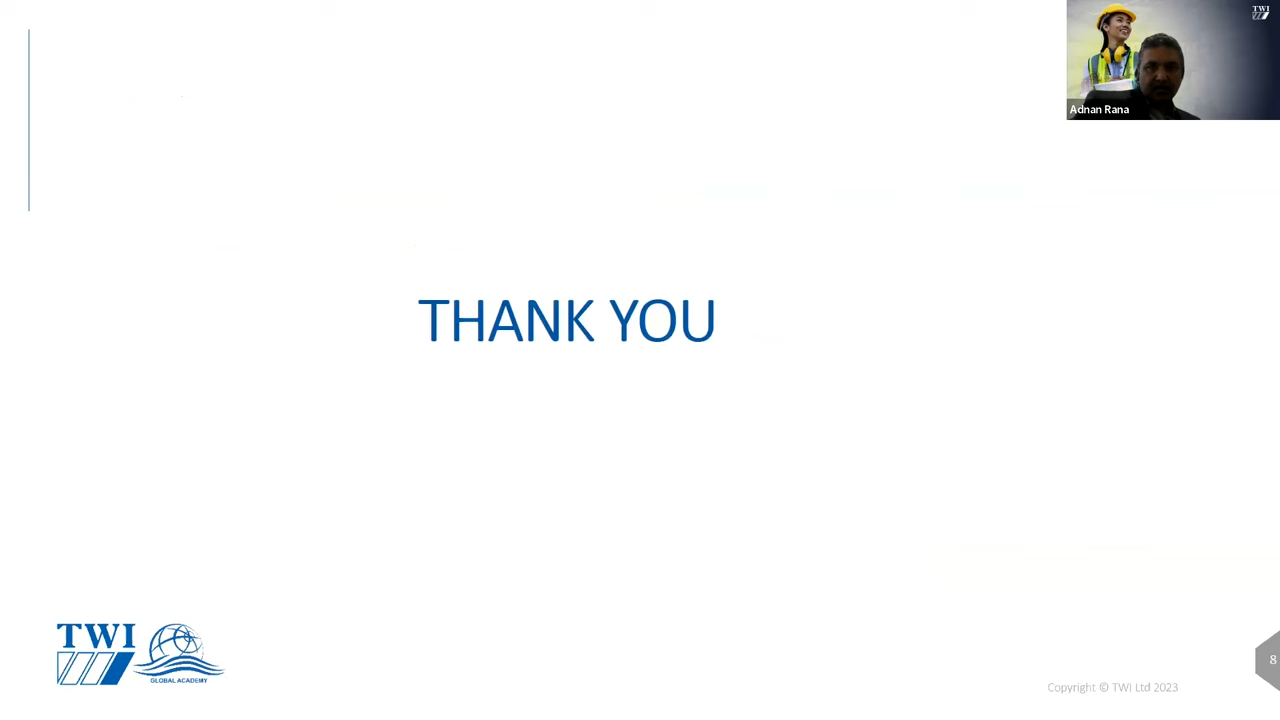 TWI
Adnan Rana
THANK YOU
TWI
GLOBAL ACADEMY
8
Copyright © TWI Ltd 2023